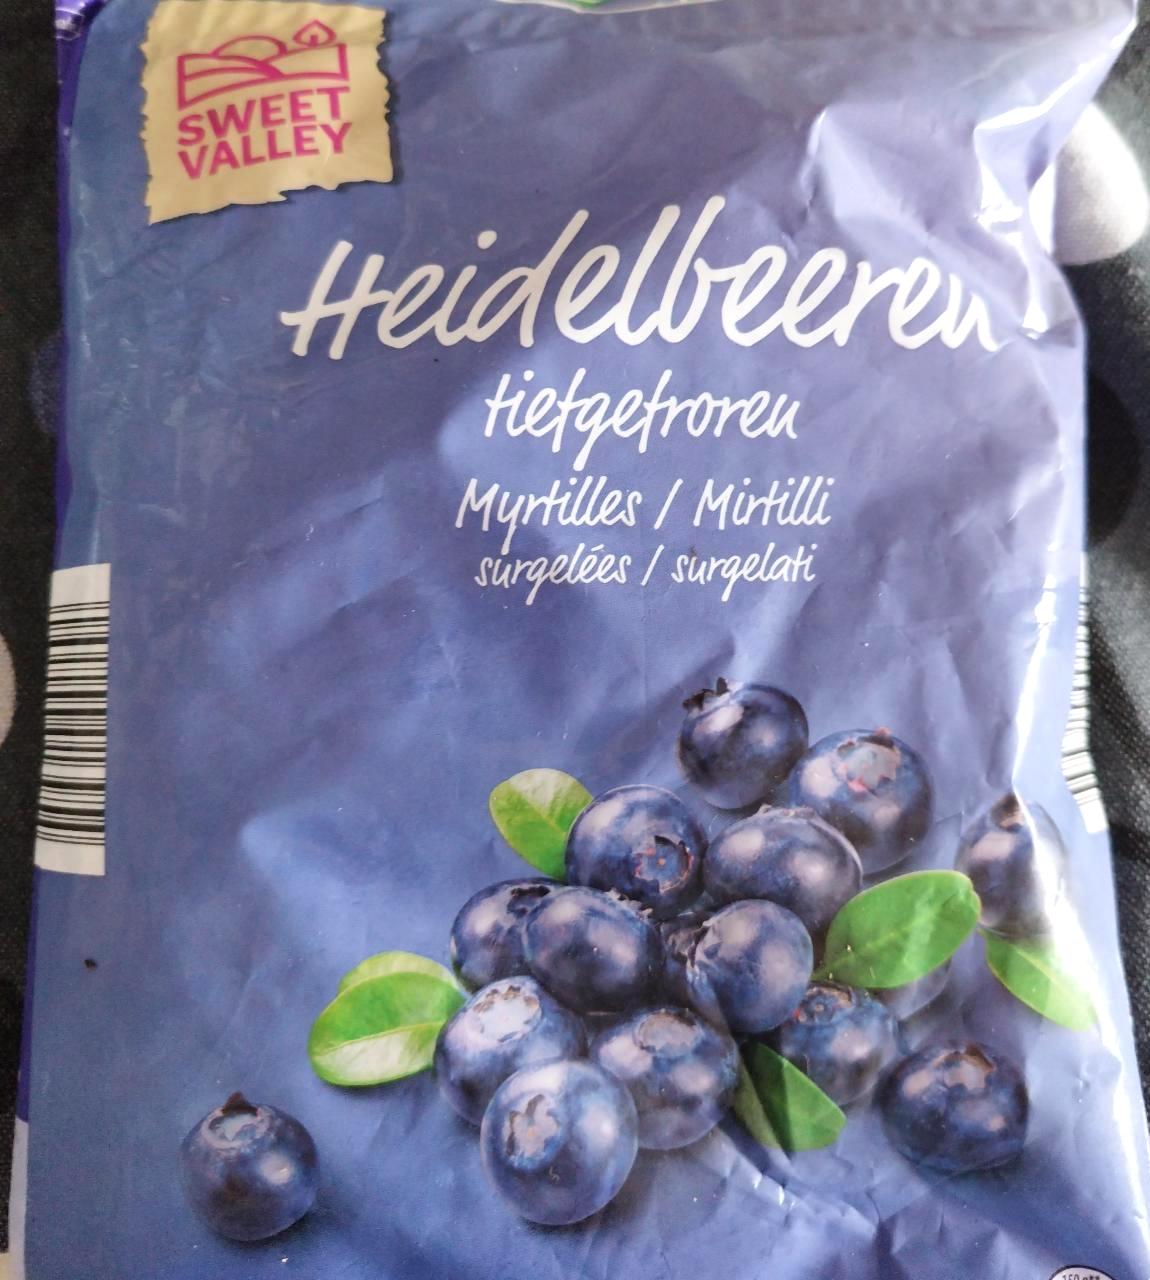 SWEET
VALLEY
Heidelbeeren
tiefgefroren
Myrtilles / Mirtilli
surgelées / surgelati